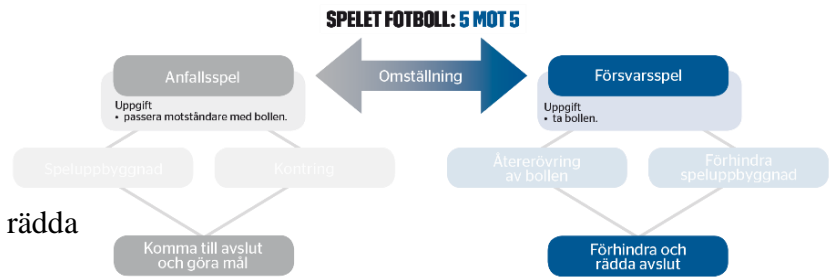 SPELET FOTBOLL: 5 MOT 5
Anfallsspel
Omställning
Försvarsspel
Uppgift
• passera motståndare med bollen.
Uppgift
• ta bollen.
Speluppbyggnad
Kontring
Återerövring
av bollen
Förhindra
speluppbyggnad
rädda
Komma till avslut
och göra mål
Förhindra och
rädda avslut